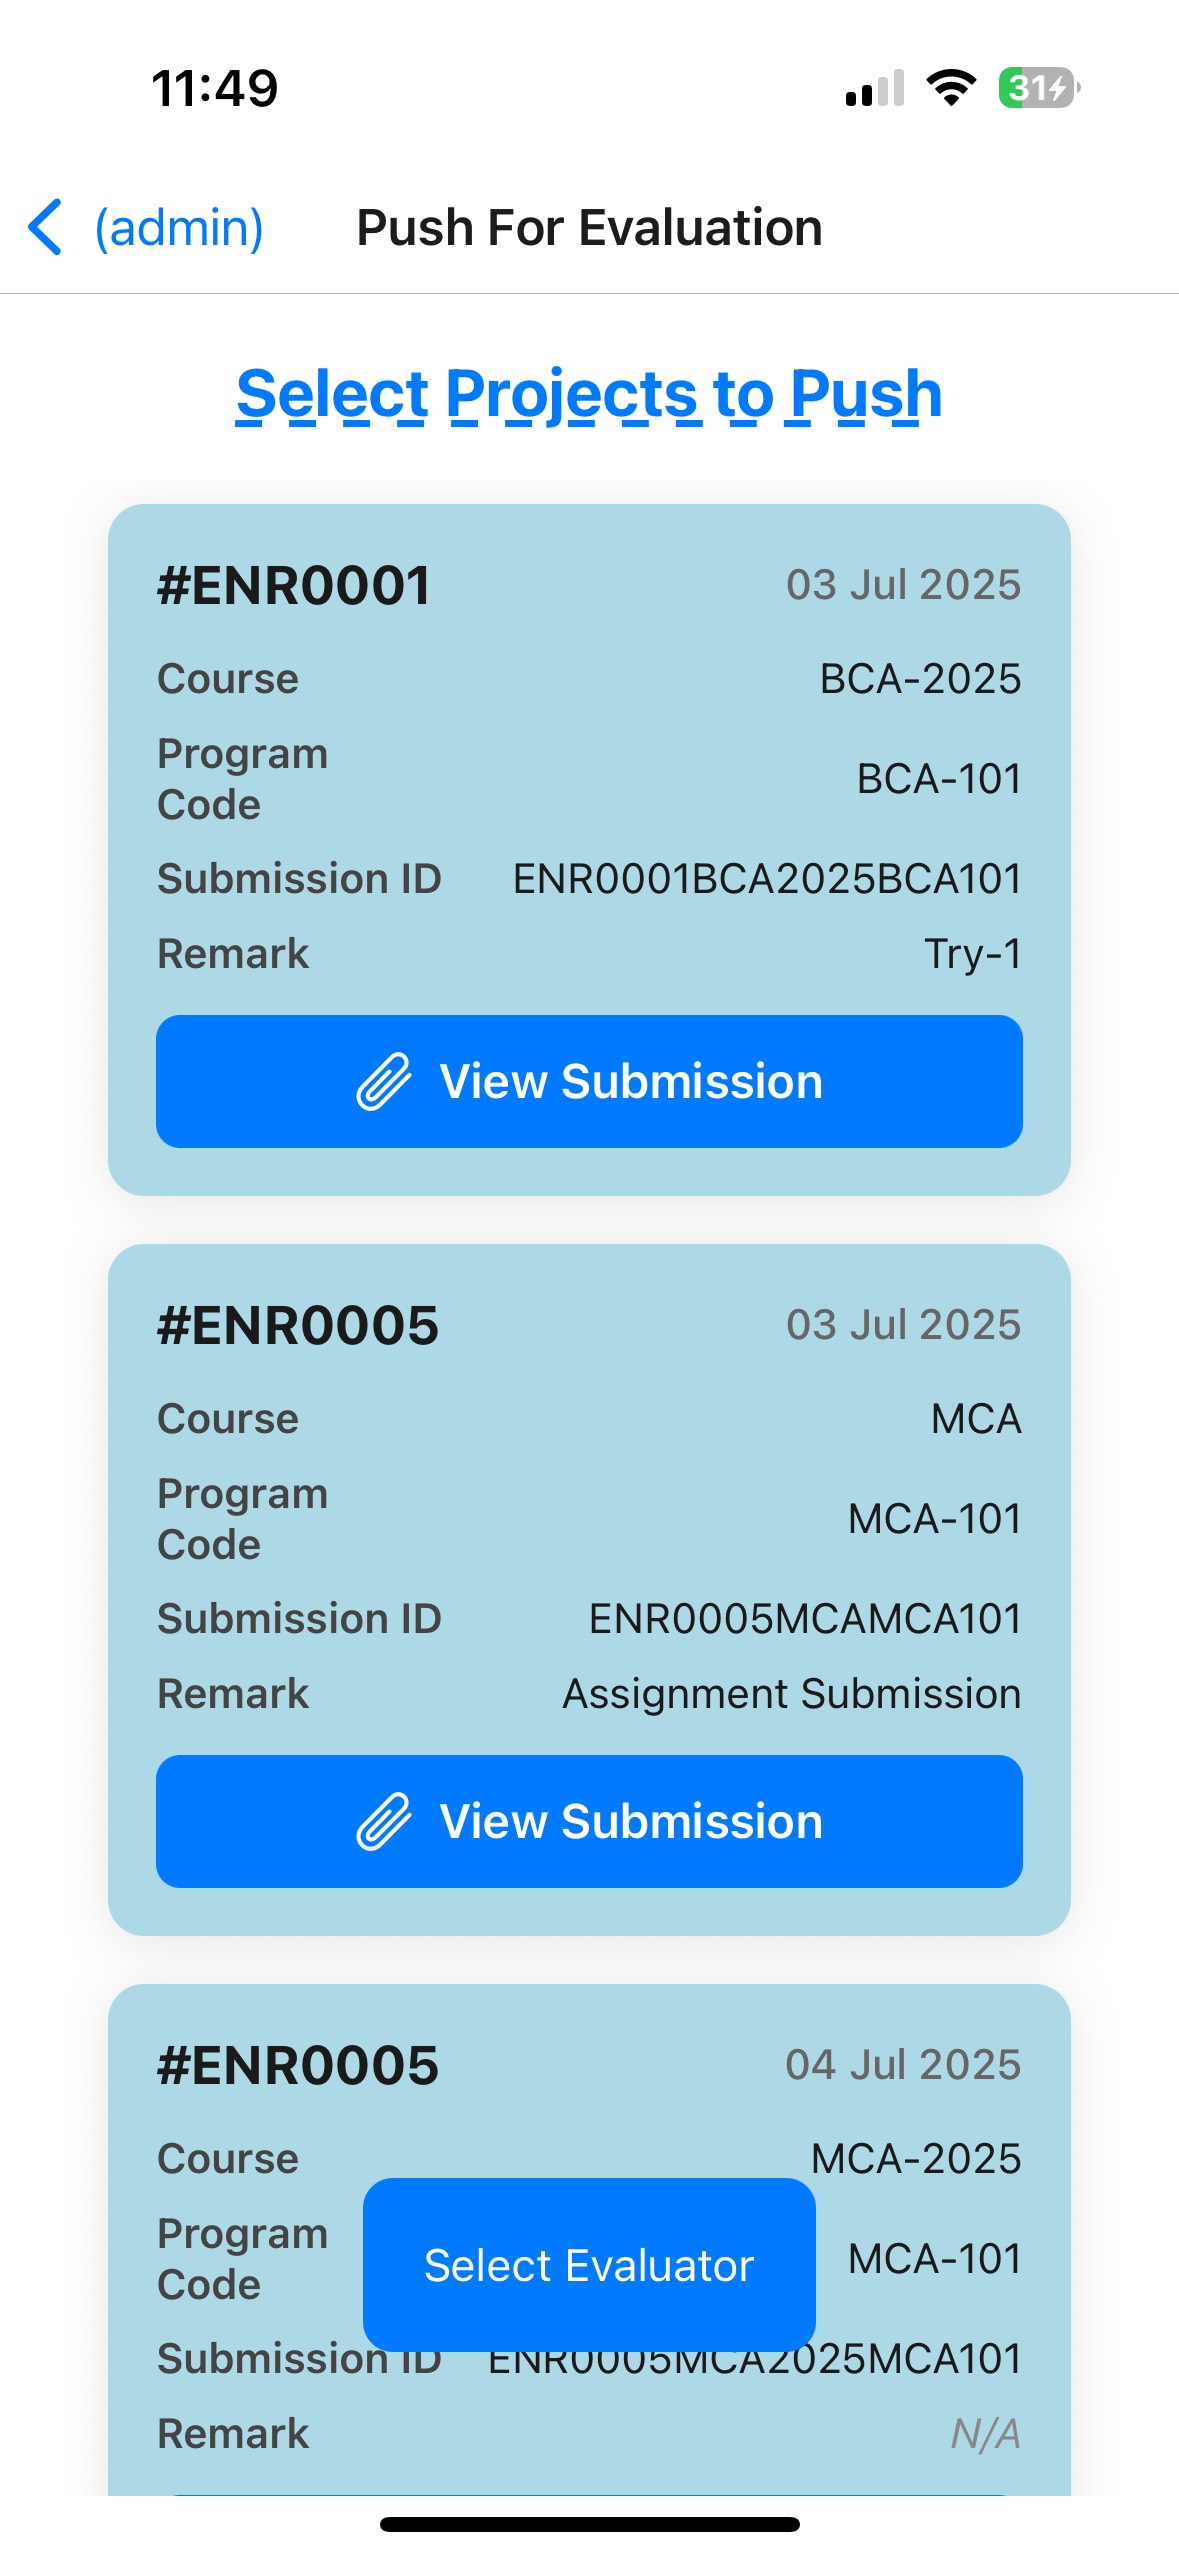 11:49
31
(admin)
Push For Evaluation
Select Projects to Push
#ENR0001
03 Jul 2025
Course
BCA-2025
Program
Code
BCA-101
Submission ID
ENR0001BCA2025BCA101
Remark
Try-1
View Submission
#ENR0005
03 Jul 2025
Course
MCA
Program
Code
MCA-101
Submission ID
ENR0005MCAMCA101
Remark
Assignment Submission
View Submission
#ENR0005
04 Jul 2025
Course
MCA-2025
Program
Code
MCA-101
Select Evaluator
Submission ID
ENR0005MCA2025MCA101
Remark
N/A